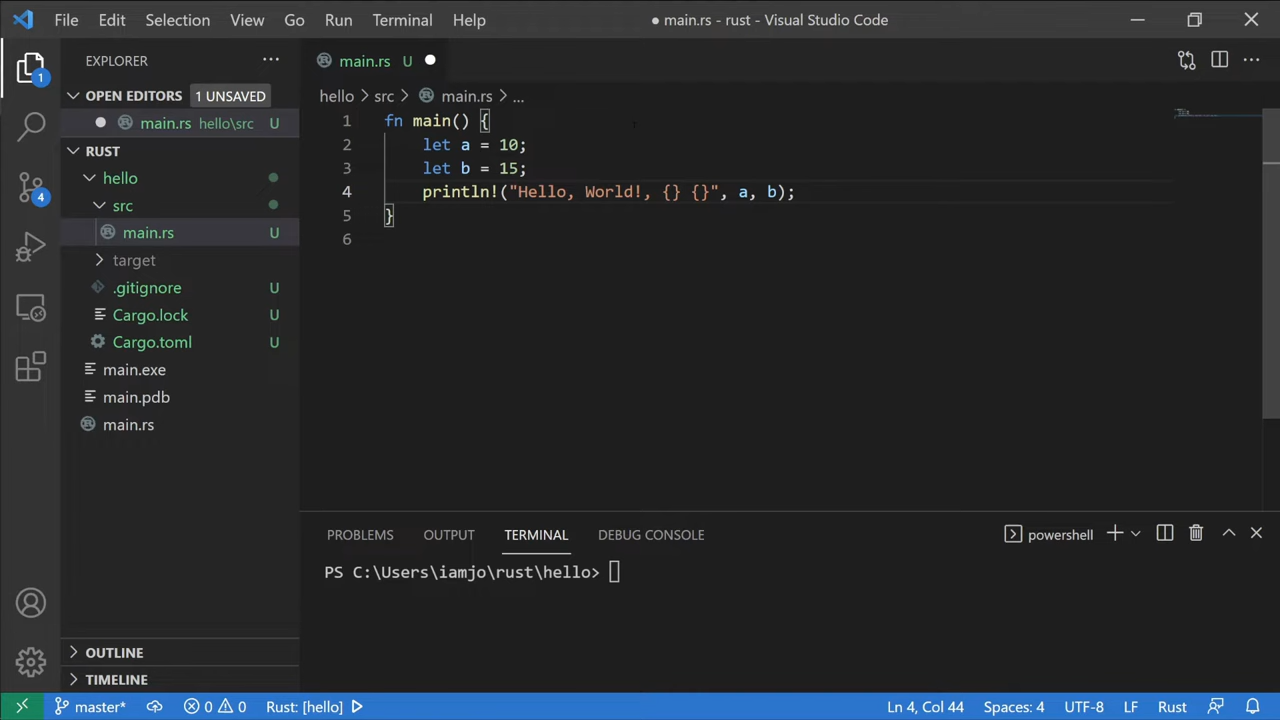 File Edit Selection View Go Run Terminal Help ● main.rs - rust - Visual Studio Code
EXPLORER ...
main.rs U
OPEN EDITORS 1 UNSAVED
main.rs hello\src U
RUST
hello
src
main.rs U
target
.gitignore U
Cargo.lock U
Cargo.toml U
main.exe
main.pdb
main.rs
OUTLINE
TIMELINE
1
4
hello > src > main.rs > ...
1 fn main() {
2 let a = 10;
3 let b = 15;
4 println!("Hello, World!, {} {}", a, b);
5 }
6
PROBLEMS OUTPUT TERMINAL DEBUG CONSOLE powershell
PS C:\Users\iamjo\rust\hello>
master* 0 0 Rust: [hello] Ln 4, Col 44 Spaces: 4 UTF-8 LF Rust